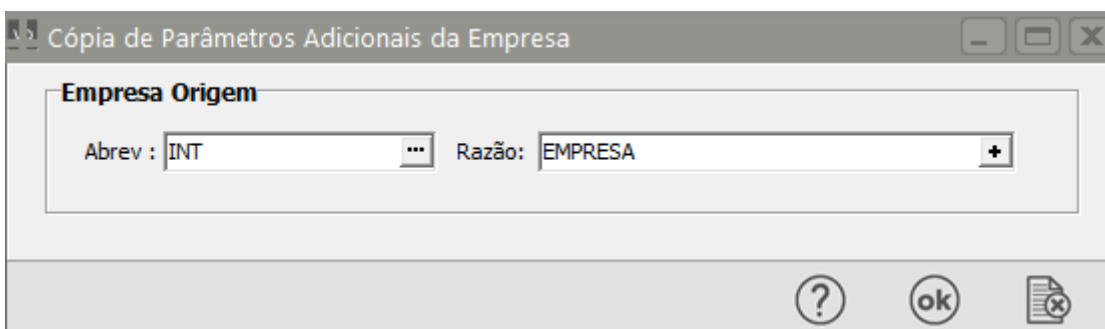 Cópia de Parâmetros Adicionais da Empresa
Empresa Origem
Abrev : INT ... Razão: EMPRESA +
? ok